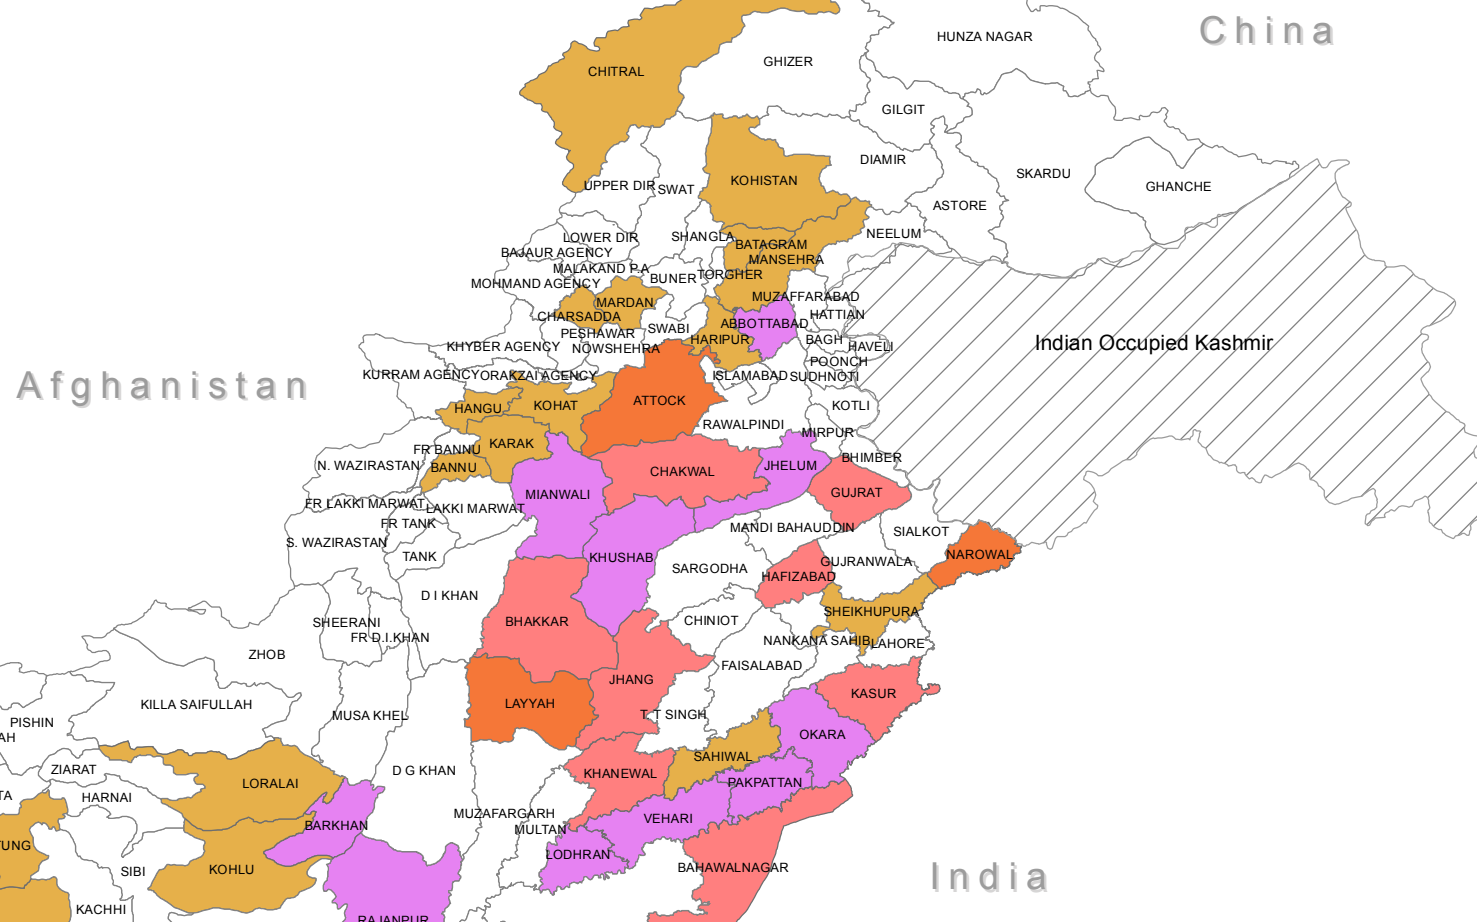 China
HUNZA NAGAR
GHIZER
CHITRAL
GILGIT
DIAMIR
SKARDU
KOHISTAN
UPPER DIR
SWAT
GHANCHE
ASTORE
NEELUM
SHANGLA
LOWER DIR
BATAGRAM
BAJAUR AGENCY
MANSEHRA
MALAKAND P.A
TORGHER
BUNER
MOHMAND AGENCY
MUZAFFARABAD
MARDAN
HATTIAN
CHARSADDA
ABBOTTABAD
SWABI
PESHAWAR
HARIPUR
BAGH
Indian Occupied Kashmir
KHYBER AGENCY
NOWSHEHRA
HAVELI
POONCH
KURRAM AGENCY
ORAKZAI AGENCY
ISLAMABAD
SUDHNOTI
Afghanistan
ATTOCK
HANGU
KOHAT
KOTLI
RAWALPINDI
MIRPUR
KARAK
FR BANNU
BHIMBER
N. WAZIRASTAN
BANNU
CHAKWAL
JHELUM
MIANWALI
GUJRAT
FR LAKKI MARWAT
LAKKI MARWAT
FR TANK
MANDI BAHAUDDIN
SIALKOT
S. WAZIRASTAN
TANK
KHUSHAB
NAROWAL
GUJRANWALA
SARGODHA
HAFIZABAD
D I KHAN
SHEIKHUPURA
SHEERANI
BHAKKAR
CHINIOT
FR D.I.KHAN
NANKANA SAHIB
LAHORE
ZHOB
FAISALABAD
JHANG
KASUR
KILLA SAIFULLAH
LAYYAH
MUSA KHEL
T. T SINGH
PISHIN
AH
OKARA
SAHIWAL
ZIARAT
D G KHAN
KHANEWAL
LORALAI
PAKPATTAN
TA
HARNAI
MUZAFARGARH
VEHARI
BARKHAN
MULTAN
TUNG
LODHRAN
KOHLU
SIBI
BAHAWALNAGAR
India
KACHHI
RAJANPUR